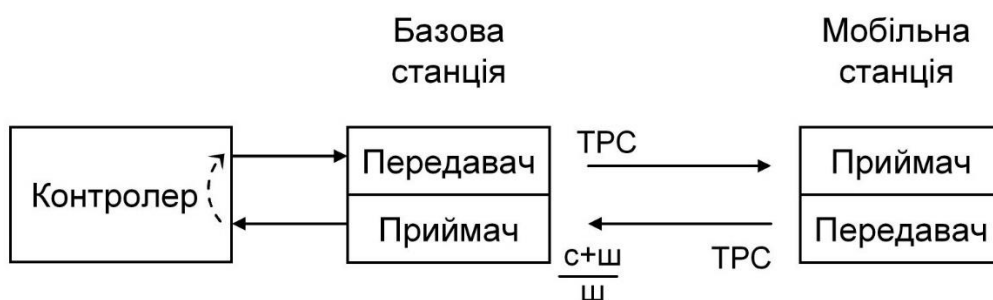 Базова
станція
Мобільна
станція
Контролер
Передавач
ТРС
Приймач
Приймач
с+ш
ш
ТРС
Передавач